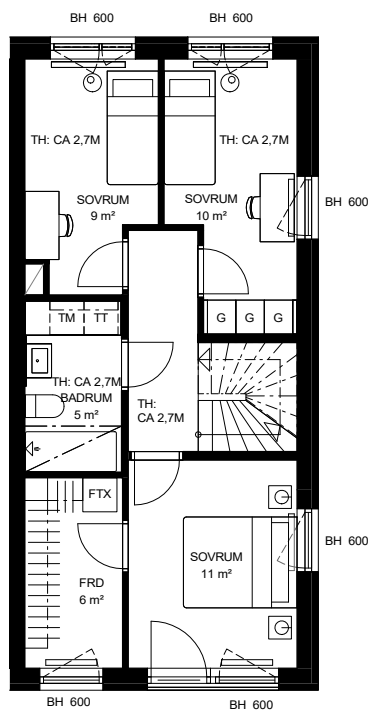 BH 600
BH 600
TH: CA 2,7M
TH: CA 2,7M
SOVRUM
9 m²
SOVRUM
10 m²
BH 600
TM
TT
G
G
G
TH: CA 2,7M
BADRUM
5 m²
TH:
CA 2,7M
FTX
SOVRUM
11 m²
BH 600
FRD
6 m²
BH 600
BH 600